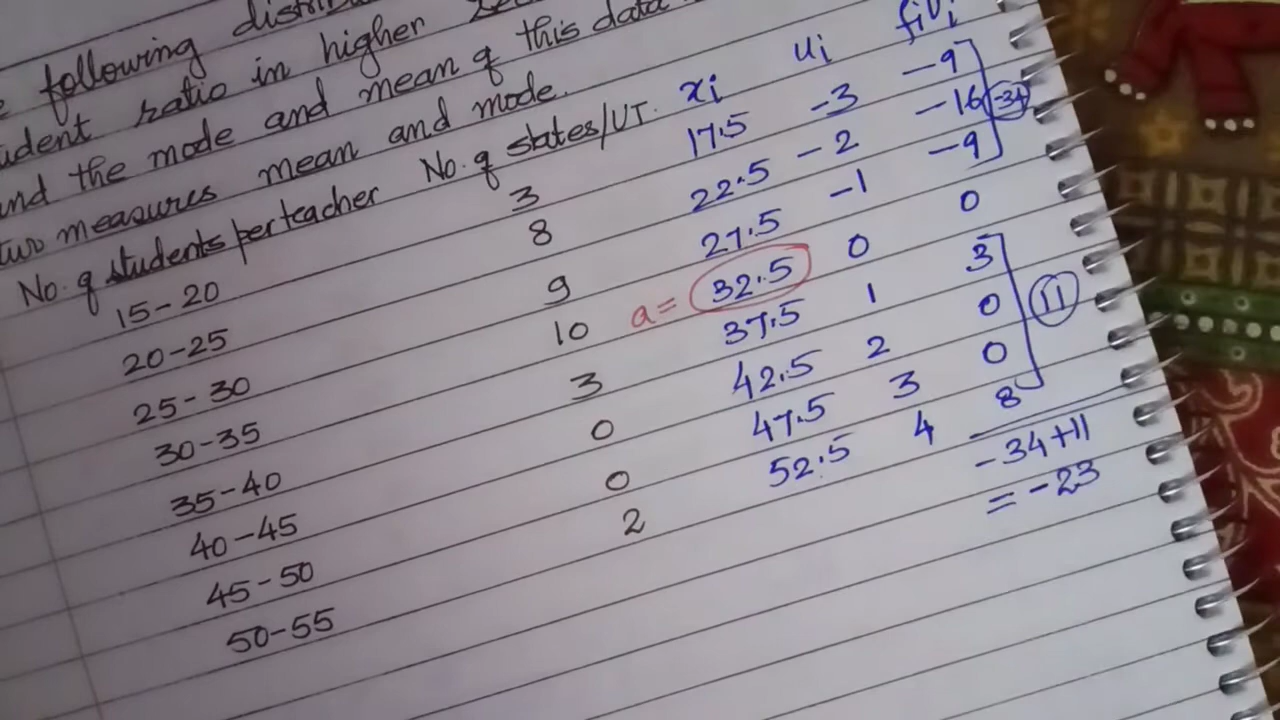 following
udent ratio in higher
the mode and mean of this data
two measures mean and mode.
No. of students per teacher No. of states/UT. xi ui fiui
15-20 3 17.5 -3 -9
20-25 8 22.5 -2 -16 -34
25-30 9 27.5 -1 -9
30-35 10 a= 32.5 0 0
35-40 3 37.5 1 3
40-45 0 42.5 2 0 11
45-50 0 47.5 3 0
50-55 2 52.5 4 8
-34+11
= -23